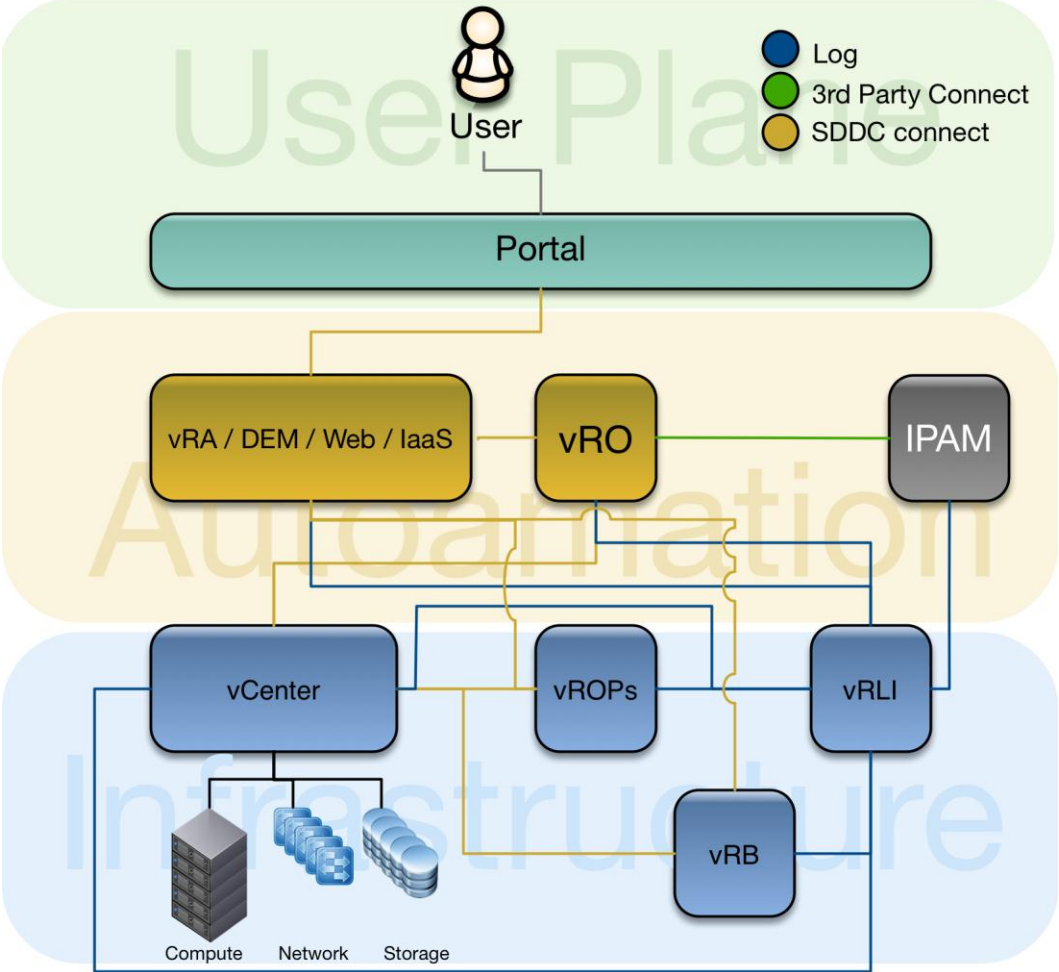 User Plane
User
Log
3rd Party Connect
SDDC connect
Portal
vRA / DEM / Web / IaaS
vRO
IPAM
Autoamation
vCenter
vROPs
vRLI
Infrastructure
vRB
Compute
Network
Storage